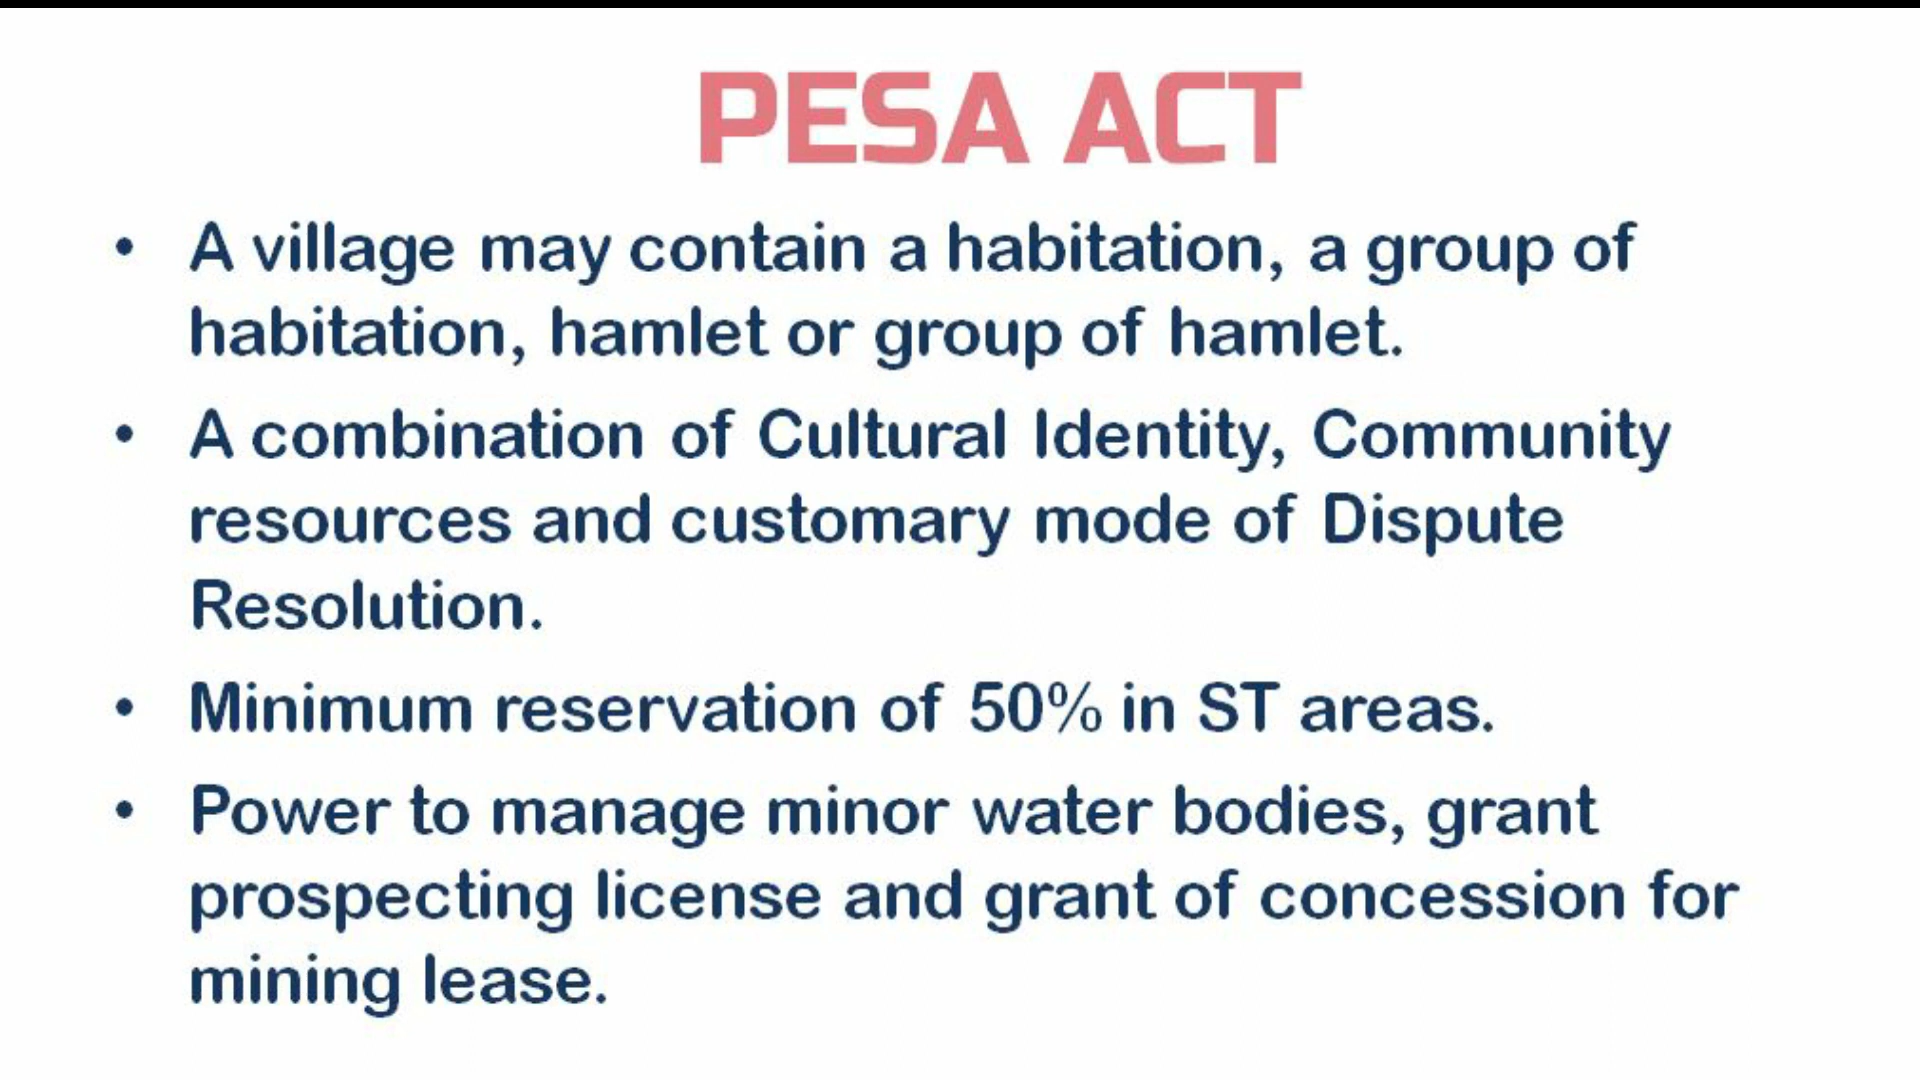 PESA ACT
• A village may contain a habitation, a group of
habitation, hamlet or group of hamlet.
• A combination of Cultural Identity, Community
resources and customary mode of Dispute
Resolution.
• Minimum reservation of 50% in ST areas.
• Power to manage minor water bodies, grant
prospecting license and grant of concession for
mining lease.